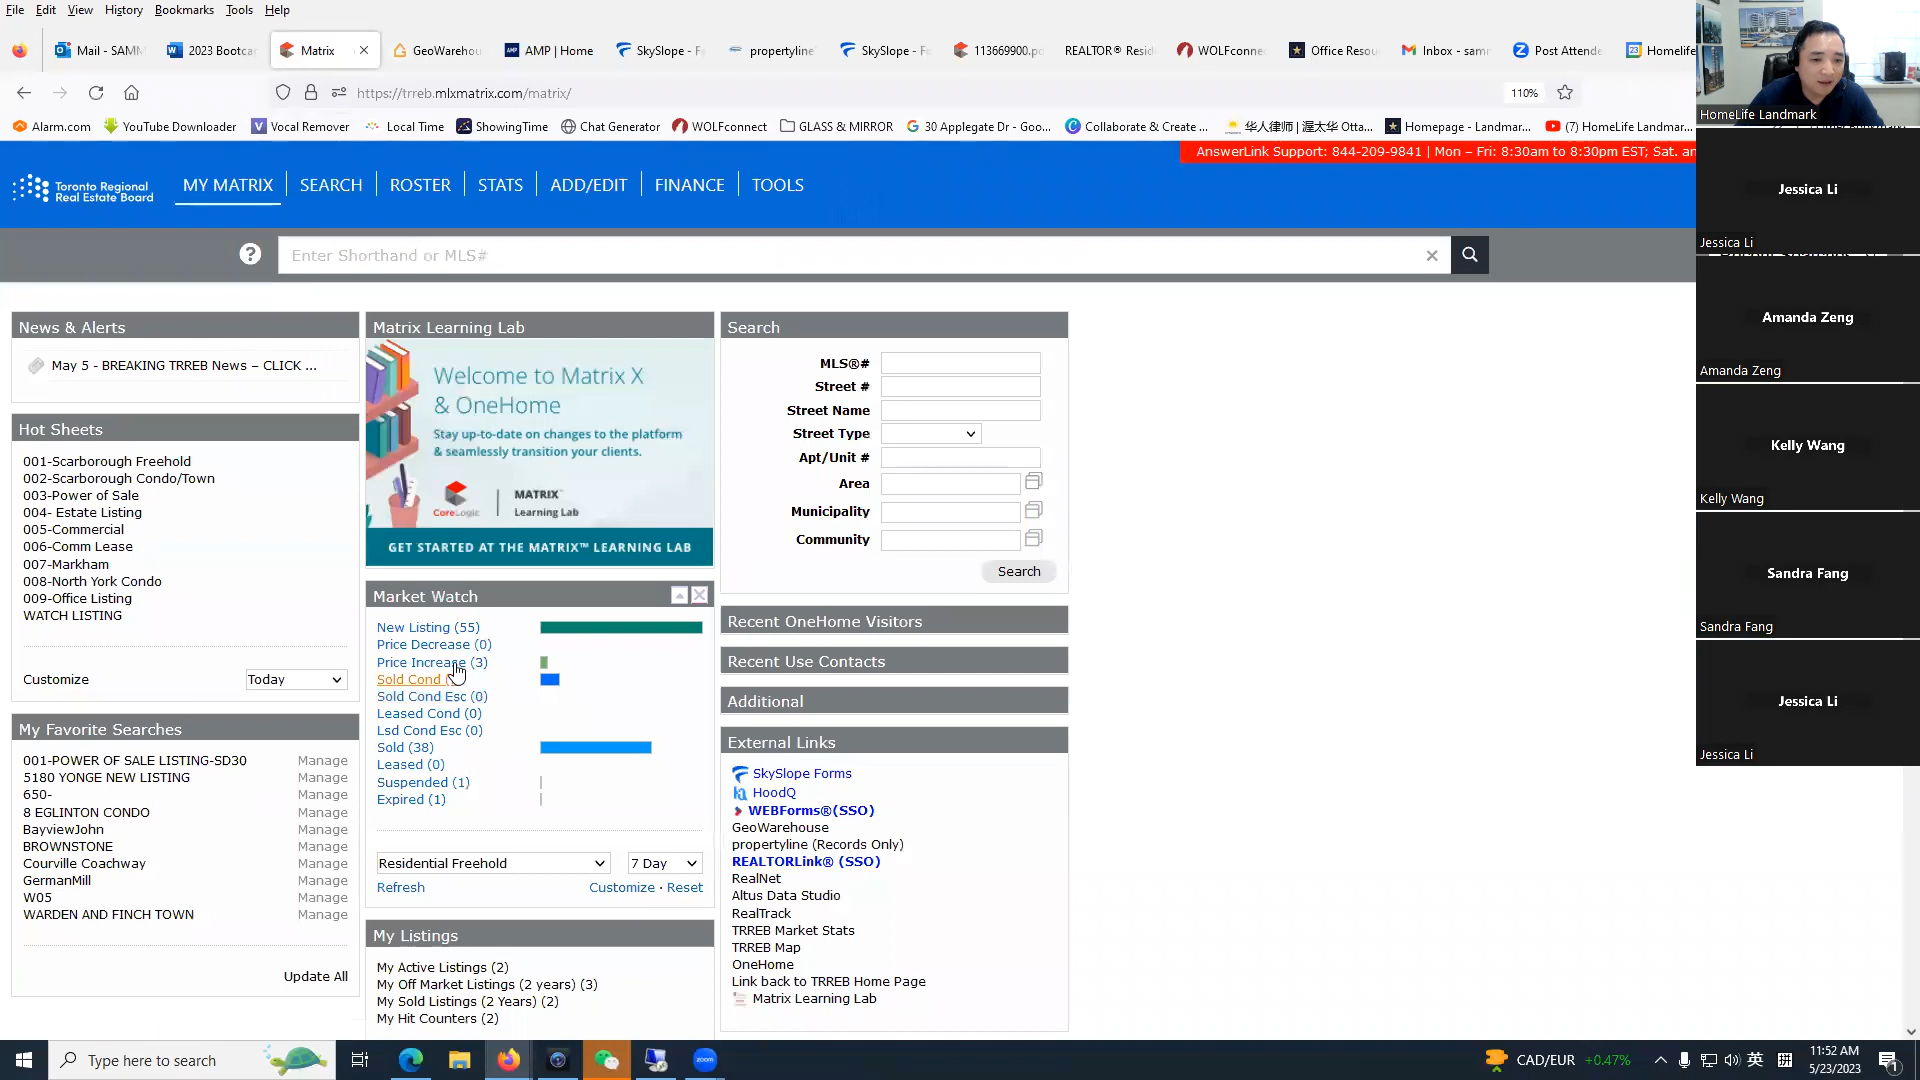 File Edit View History Bookmarks Tools Help
Mail - SAMM
2023 Bootca
Matrix
GeoWarehou
AMP | Home
SkySlope - F
propertyline
SkySlope - Fo
113669900.pd
REALTOR® Resid
WOLFconnec
Office Resou
Inbox - samr
Post Attende
Homelife
https://trreb.mlxmatrix.com/matrix/
110%
Alarm.com
YouTube Downloader
Vocal Remover
Local Time
ShowingTime
Chat Generator
WOLFconnect
GLASS & MIRROR
30 Applegate Dr - Goo...
Collaborate & Create ...
华人律师 | 渥太华 Otta...
Homepage - Landmar...
(7) HomeLife Landmar...
AnswerLink Support: 844-209-9841 | Mon – Fri: 8:30am to 8:30pm EST; Sat. an
Toronto Regional
Real Estate Board
MY MATRIX
SEARCH
ROSTER
STATS
ADD/EDIT
FINANCE
TOOLS
Enter Shorthand or MLS#
News & Alerts
May 5 - BREAKING TRREB News – CLICK ...
Hot Sheets
001-Scarborough Freehold
002-Scarborough Condo/Town
003-Power of Sale
004- Estate Listing
005-Commercial
006-Comm Lease
007-Markham
008-North York Condo
009-Office Listing
WATCH LISTING
Customize
Today
My Favorite Searches
001-POWER OF SALE LISTING-SD30 Manage
5180 YONGE NEW LISTING Manage
650- Manage
8 EGLINTON CONDO Manage
BayviewJohn Manage
BROWNSTONE Manage
Courville Coachway Manage
GermanMill Manage
W05 Manage
WARDEN AND FINCH TOWN Manage
Update All
Matrix Learning Lab
Welcome to Matrix X
& OneHome
Stay up-to-date on changes to the platform
& seamlessly transition your clients.
CoreLogic
MATRIX™
Learning Lab
GET STARTED AT THE MATRIX™ LEARNING LAB
Market Watch
New Listing (55)
Price Decrease (0)
Price Increase (3)
Sold Cond (
Sold Cond Esc (0)
Leased Cond (0)
Lsd Cond Esc (0)
Sold (38)
Leased (0)
Suspended (1)
Expired (1)
Residential Freehold
7 Day
Refresh
Customize · Reset
My Listings
My Active Listings (2)
My Off Market Listings (2 years) (3)
My Sold Listings (2 Years) (2)
My Hit Counters (2)
Search
MLS®#
Street #
Street Name
Street Type
Apt/Unit #
Area
Municipality
Community
Search
Recent OneHome Visitors
Recent Use Contacts
Additional
External Links
SkySlope Forms
HoodQ
WEBForms®(SSO)
GeoWarehouse
propertyline (Records Only)
REALTORLink® (SSO)
RealNet
Altus Data Studio
RealTrack
TRREB Market Stats
TRREB Map
OneHome
Link back to TRREB Home Page
Matrix Learning Lab
HomeLife Landmark
Jessica Li
Jessica Li
Amanda Zeng
Amanda Zeng
Kelly Wang
Kelly Wang
Sandra Fang
Sandra Fang
Jessica Li
Jessica Li
Type here to search
zoom
CAD/EUR +0.47%
英
拼
11:52 AM
5/23/2023
1